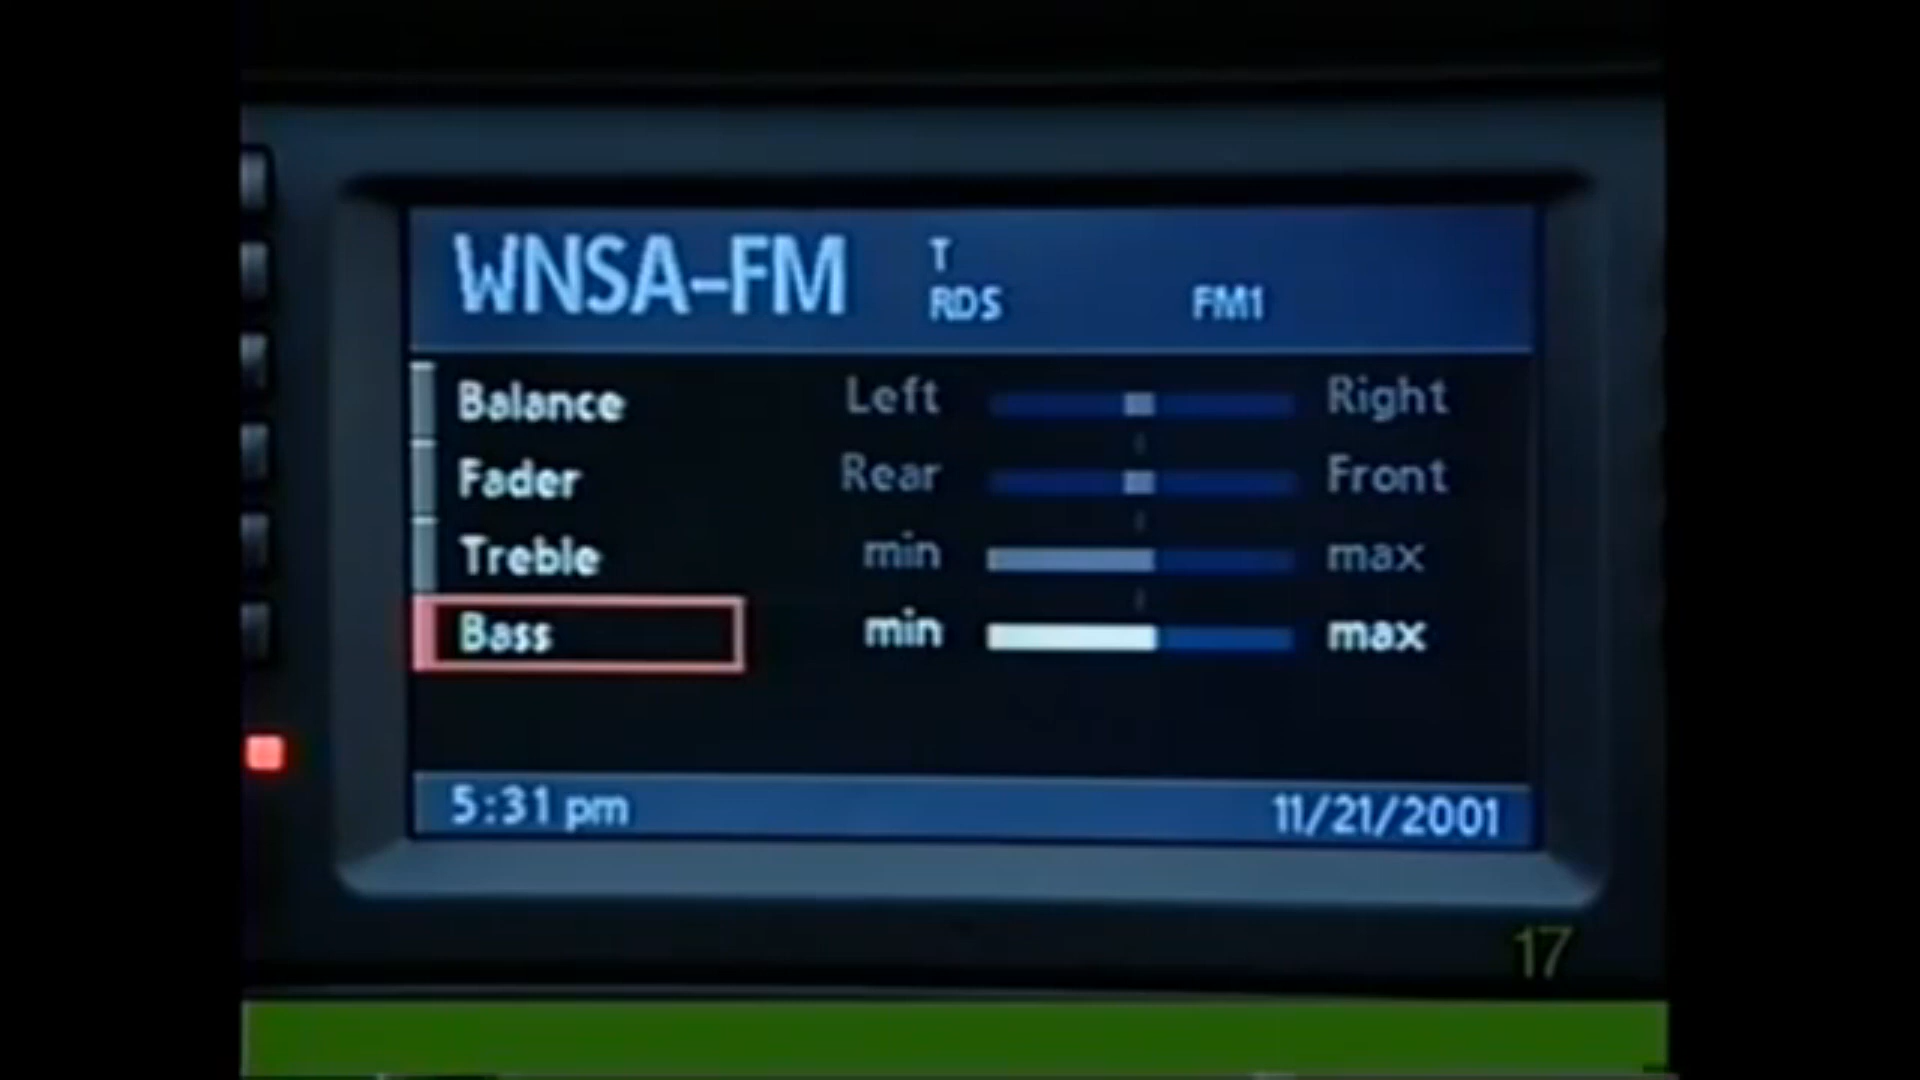 WNSA-FM T
RDS FM1
Balance Left Right
Fader Rear Front
Treble min max
Bass min max
5:31 pm 11/21/2001
17